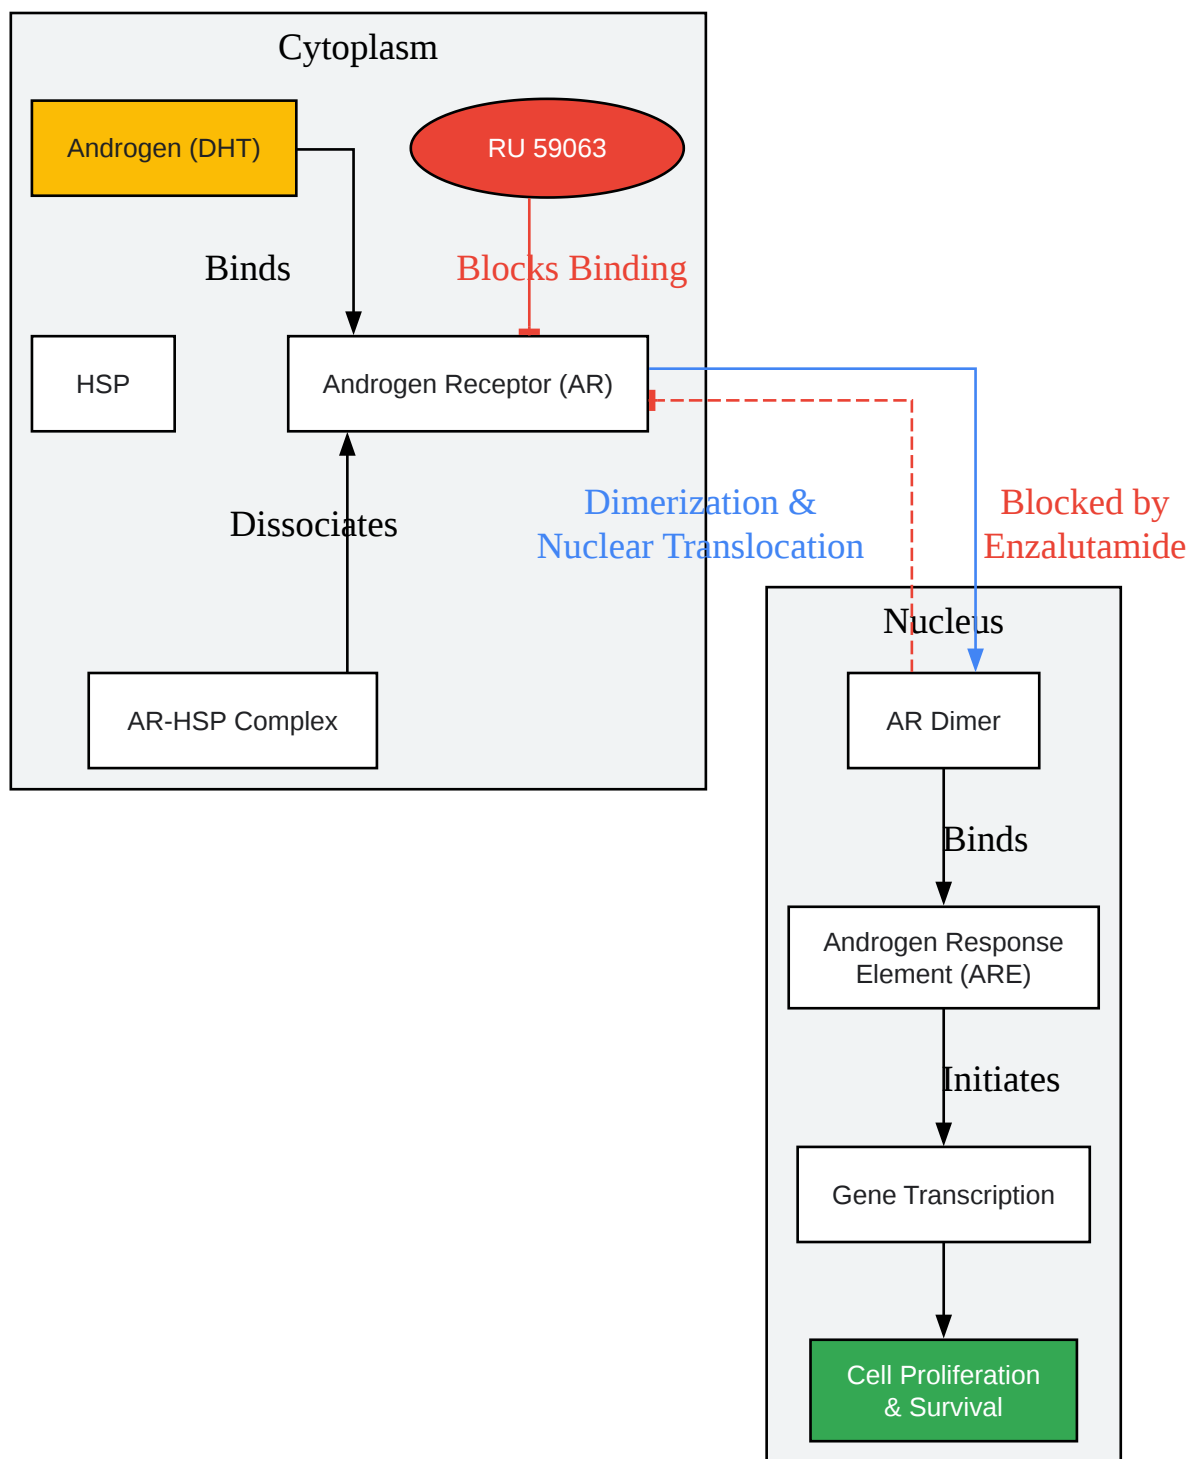 Cytoplasm
Androgen (DHT)
RU 59063
Binds
Blocks Binding
HSP
Androgen Receptor (AR)
Dissociates
Dimerization &
Nuclear Translocation
Blocked by
Enzalutamide
AR-HSP Complex
Nucleus
AR Dimer
Binds
Androgen Response
Element (ARE)
Initiates
Gene Transcription
Cell Proliferation
& Survival